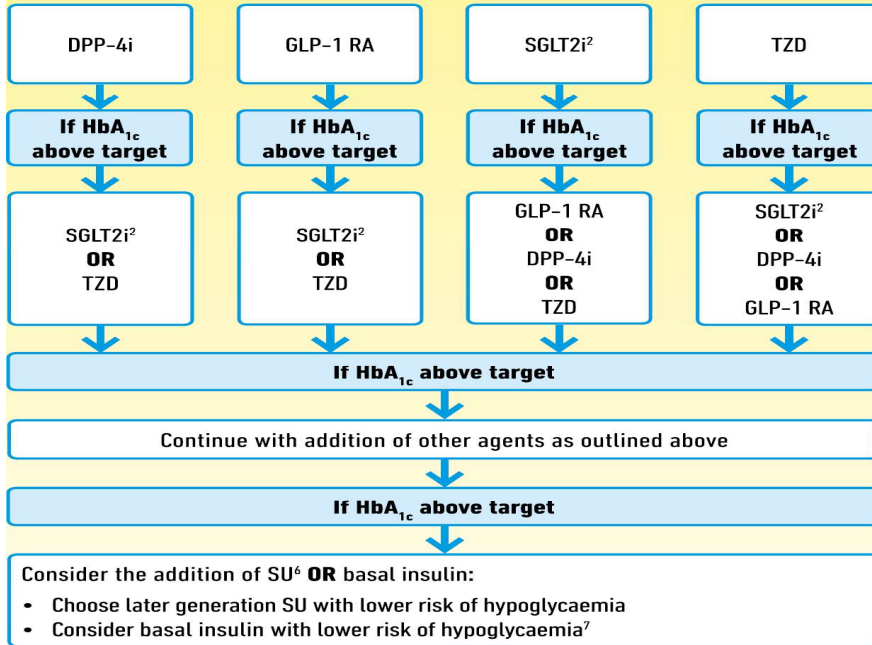 DPP-4i
GLP-1 RA
SGLT2i²
TZD
If HbA1c
above target
If HbA1c
above target
If HbA1c
above target
If HbA1c
above target
SGLT2i²
OR
TZD
SGLT2i²
OR
TZD
GLP-1 RA
OR
DPP-4i
OR
TZD
SGLT2i²
OR
DPP-4i
OR
GLP-1 RA
If HbA1c above target
Continue with addition of other agents as outlined above
If HbA1c above target
Consider the addition of SU⁶ OR basal insulin:
• Choose later generation SU with lower risk of hypoglycaemia
• Consider basal insulin with lower risk of hypoglycaemia⁷